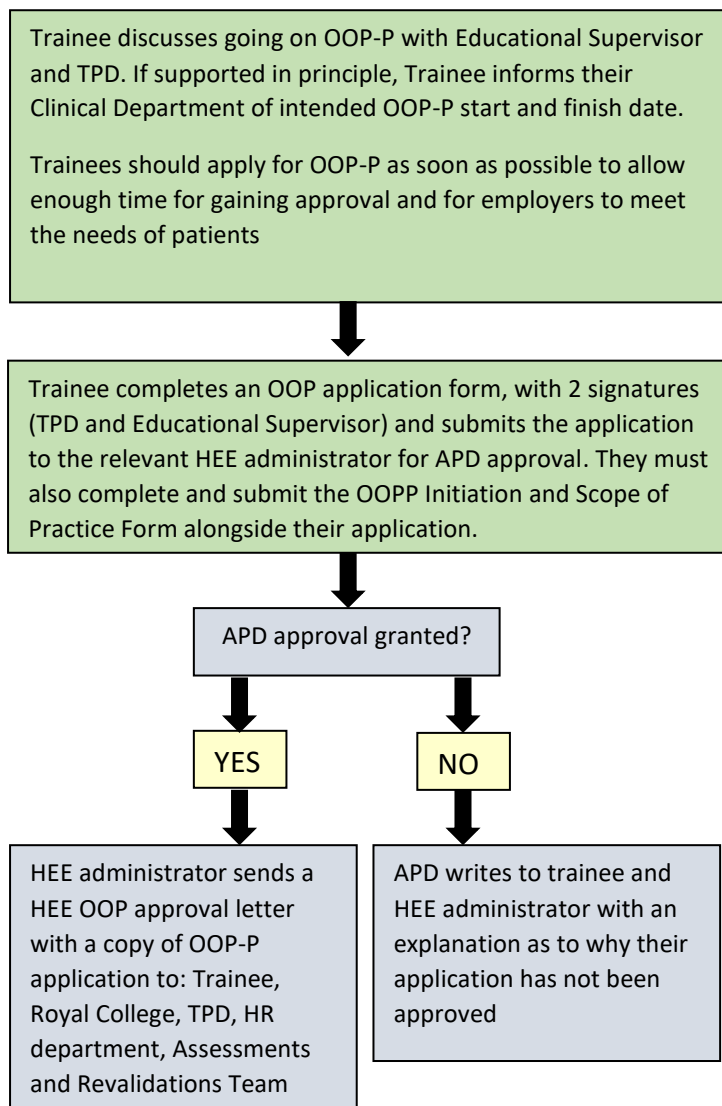 Trainee discusses going on OOP-P with Educational Supervisor
and TPD. If supported in principle, Trainee informs their
Clinical Department of intended OOP-P start and finish date.
Trainees should apply for OOP-P as soon as possible to allow
enough time for gaining approval and for employers to meet
the needs of patients
Trainee completes an OOP application form, with 2 signatures
(TPD and Educational Supervisor) and submits the application
to the relevant HEE administrator for APD approval. They must
also complete and submit the OOPP Initiation and Scope of
Practice Form alongside their application.
APD approval granted?
YES
NO
HEE administrator sends a
HEE OOP approval letter
with a copy of OOP-P
application to: Trainee,
Royal College, TPD, HR
department, Assessments
and Revalidations Team
APD writes to trainee and
HEE administrator with an
explanation as to why their
application has not been
approved